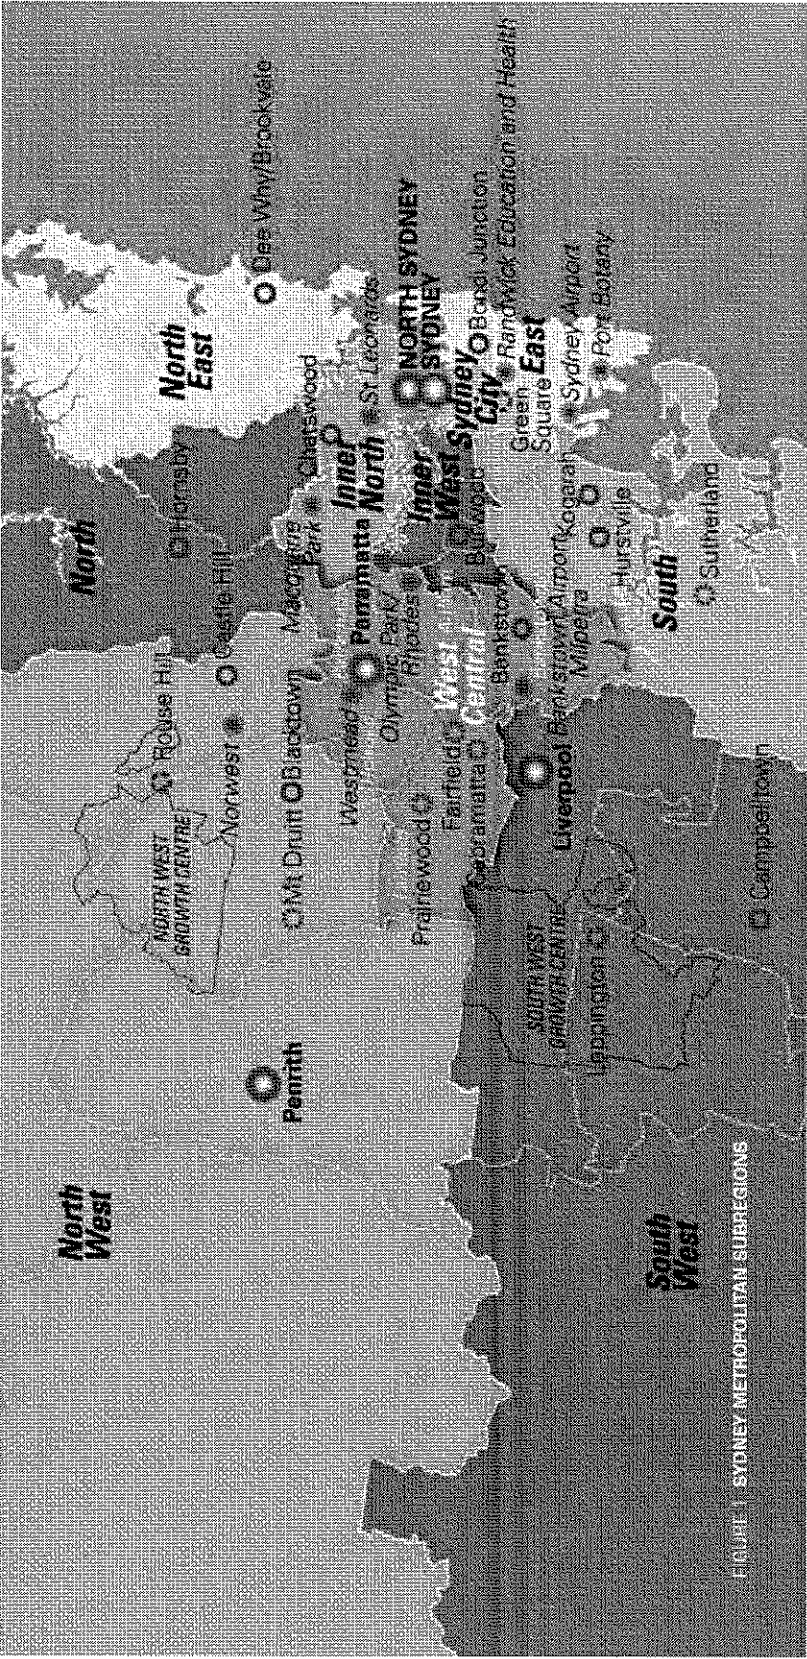 North
West
North
North
East
NORTH WEST
GROWTH CENTRE
Rouse Hill
Hornsby
Norwest
Castle Hill
Dee Why/Brookvale
Penrith
Mt Druitt
Blacktown
Macquarie
Park
Chatswood
Westmead
Parramatta
Inner
North
St Leonards
Olympic Park/
Rhodes
NORTH SYDNEY
SYDNEY
Prairiewood
Fairfield
Cabramatta
West
Central
Inner
West
Burwood
Sydney
City
Bondi Junction
Randwick Education and Health
Bankstown
Green
Square
East
SOUTH WEST
GROWTH CENTRE
Liverpool
Bankstown Airport/
Milperra
Kogarah
Sydney Airport
Port Botany
Leppington
Hurstville
South
West
South
Sutherland
Campbelltown
FIGURE 1 SYDNEY METROPOLITAN SUBREGIONS